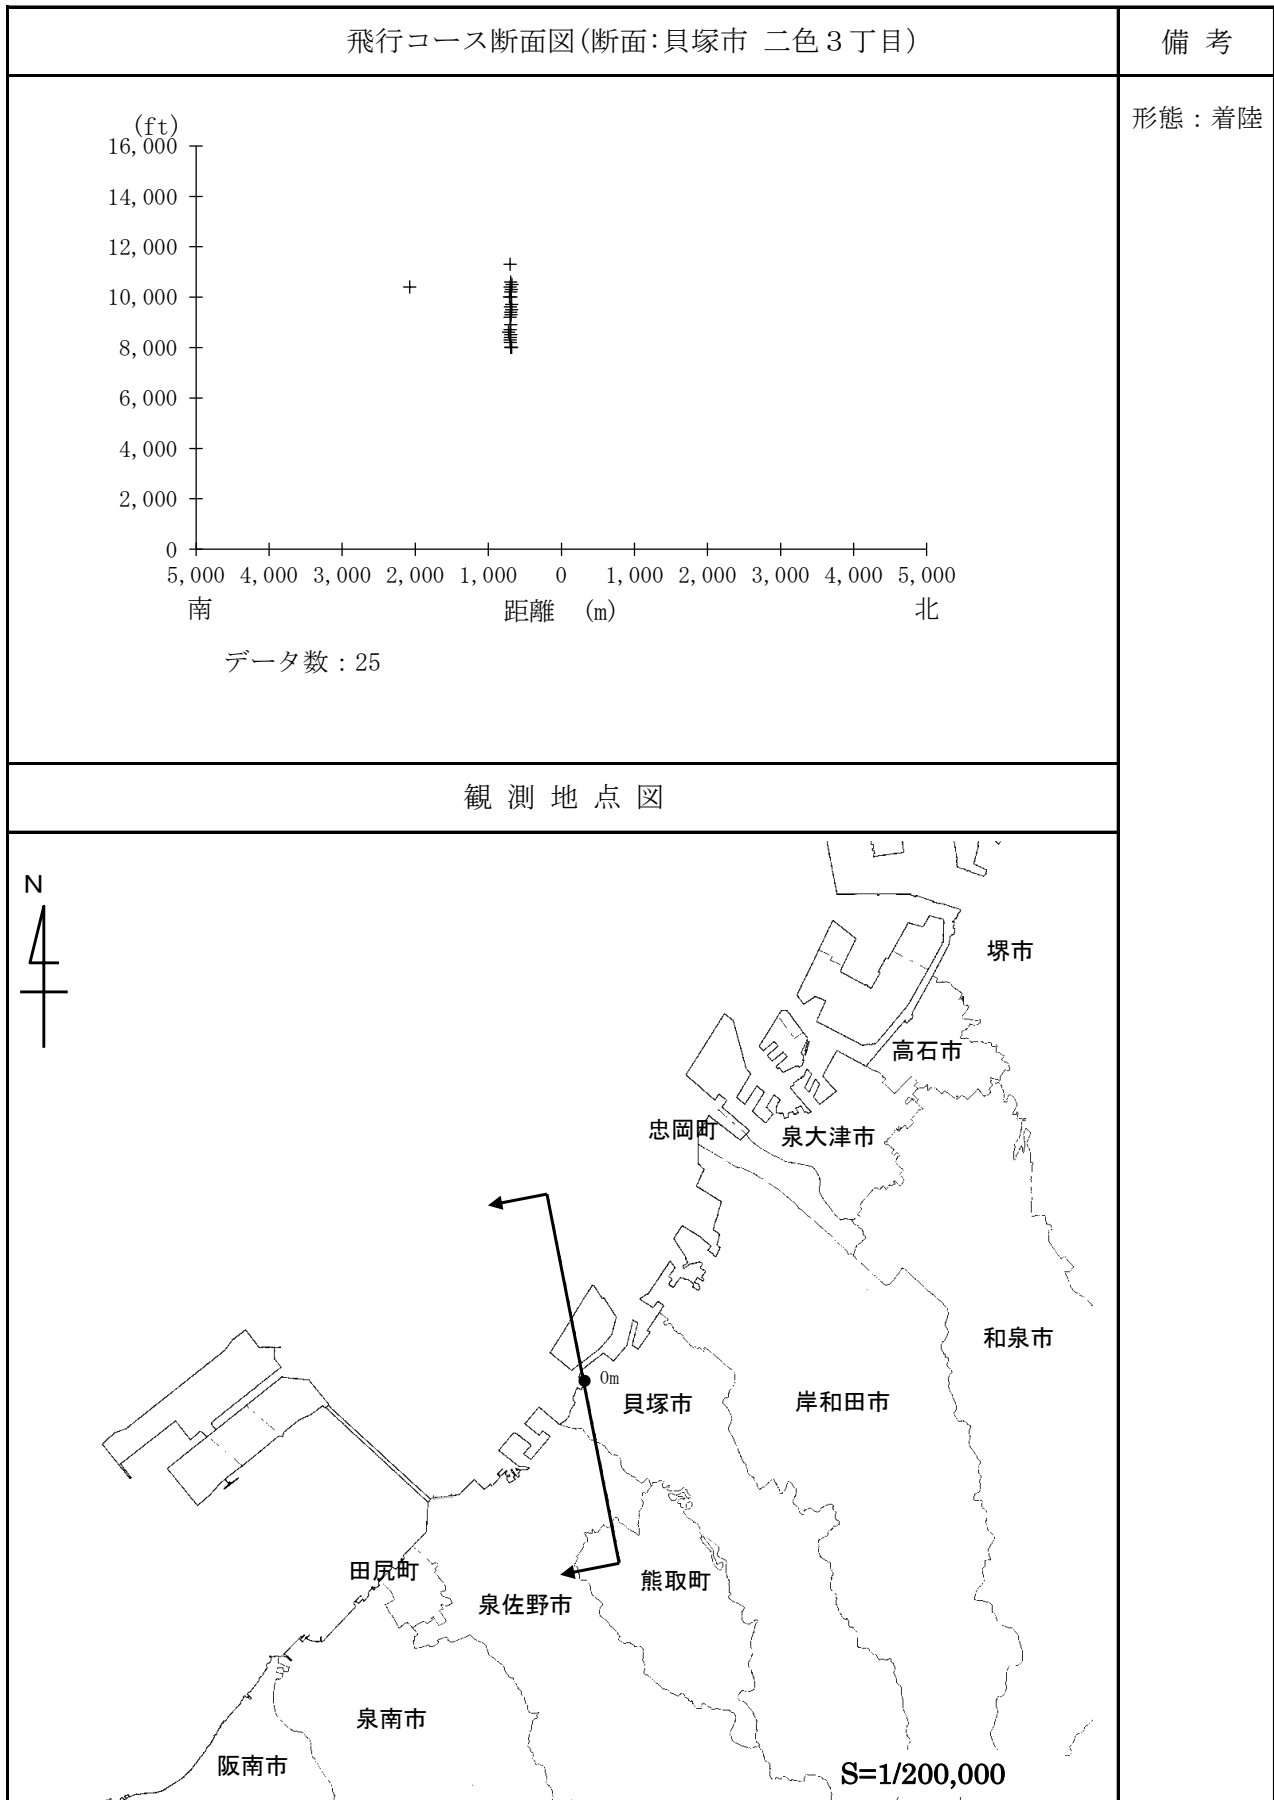 飛行コース断面図(断面:貝塚市 二色３丁目)
備 考
形態：着陸
(ft)
16,000
14,000
12,000
10,000
8,000
6,000
4,000
2,000
0
5,000 4,000 3,000 2,000 1,000 0 1,000 2,000 3,000 4,000 5,000
南 距離 (m) 北
データ数：25
観 測 地 点 図
N
堺市
高石市
忠岡町
泉大津市
和泉市
0m
貝塚市
岸和田市
田尻町
熊取町
泉佐野市
泉南市
阪南市
S=1/200,000